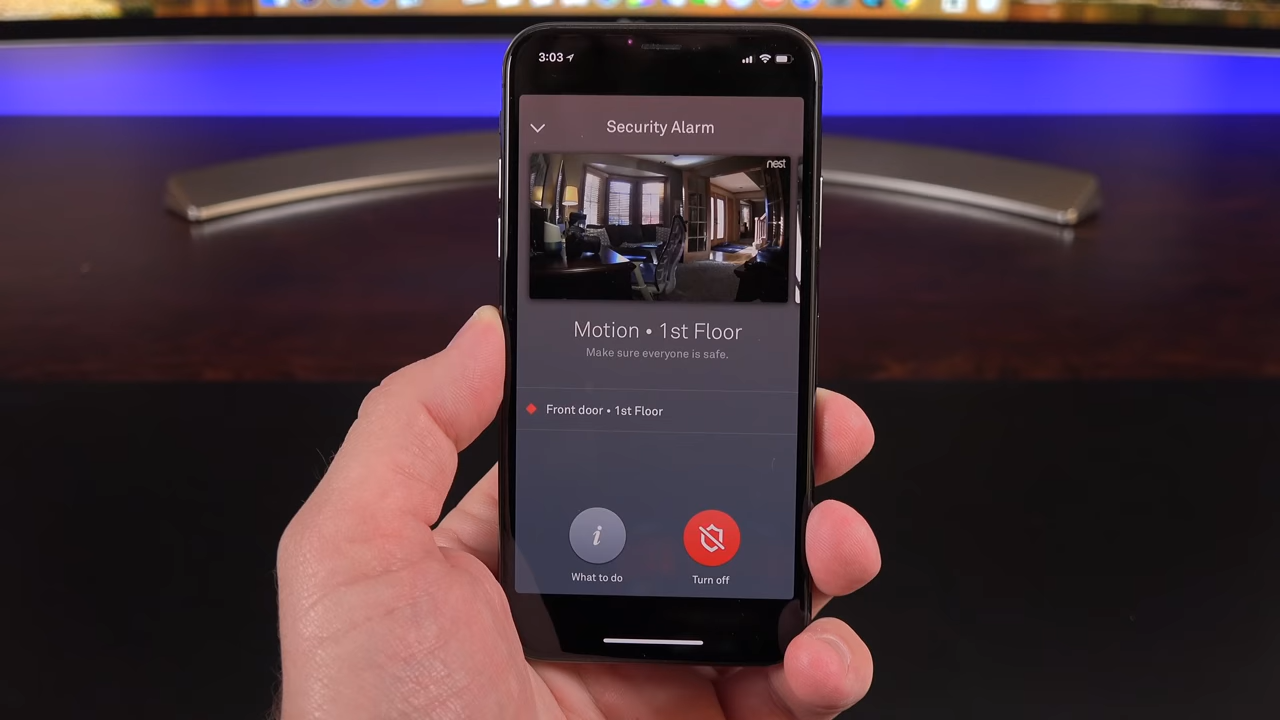 3:03
Security Alarm
nest
Motion • 1st Floor
Make sure everyone is safe.
Front door • 1st Floor
i
What to do
Turn off